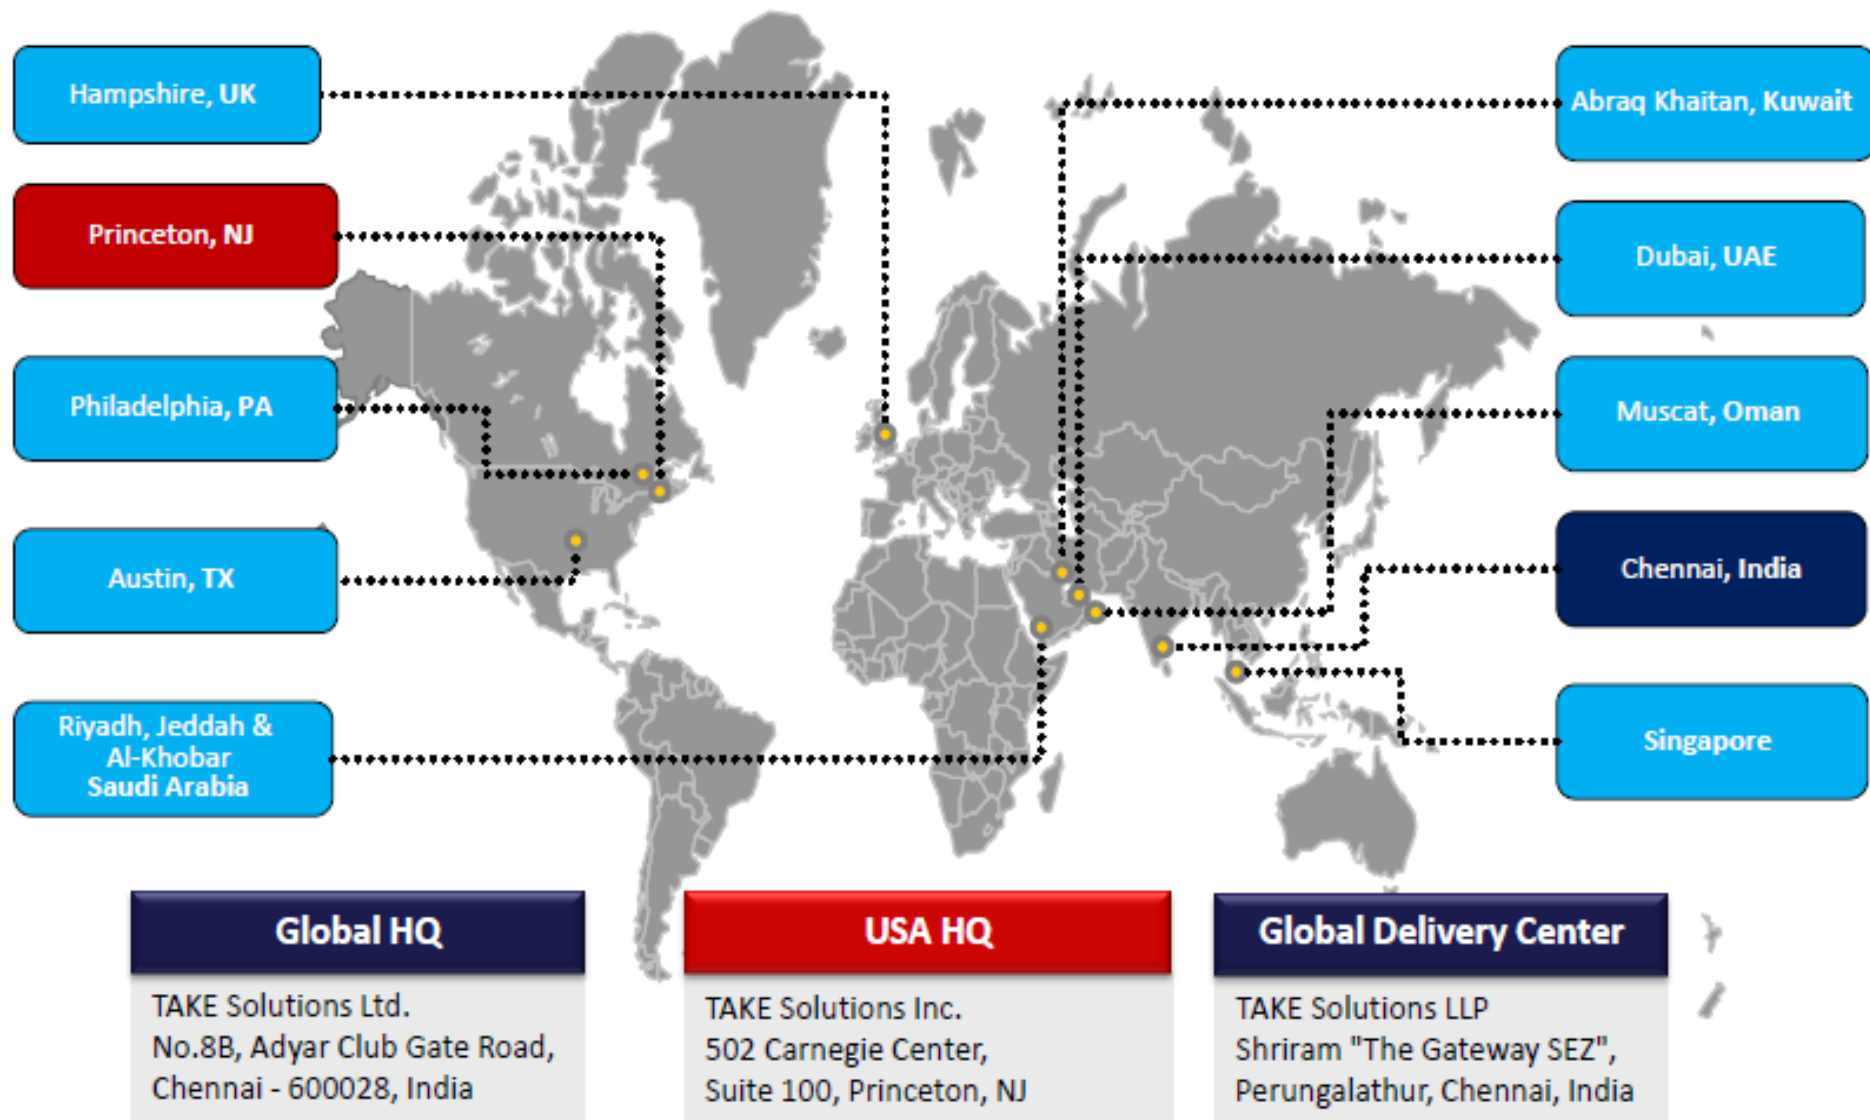 Hampshire, UK
Princeton, NJ
Philadelphia, PA
Austin, TX
Riyadh, Jeddah &
Al-Khobar
Saudi Arabia
Abraq Khaitan, Kuwait
Dubai, UAE
Muscat, Oman
Chennai, India
Singapore
Global HQ
TAKE Solutions Ltd.
No.8B, Adyar Club Gate Road,
Chennai - 600028, India
USA HQ
TAKE Solutions Inc.
502 Carnegie Center,
Suite 100, Princeton, NJ
Global Delivery Center
TAKE Solutions LLP
Shriram "The Gateway SEZ",
Perungalathur, Chennai, India